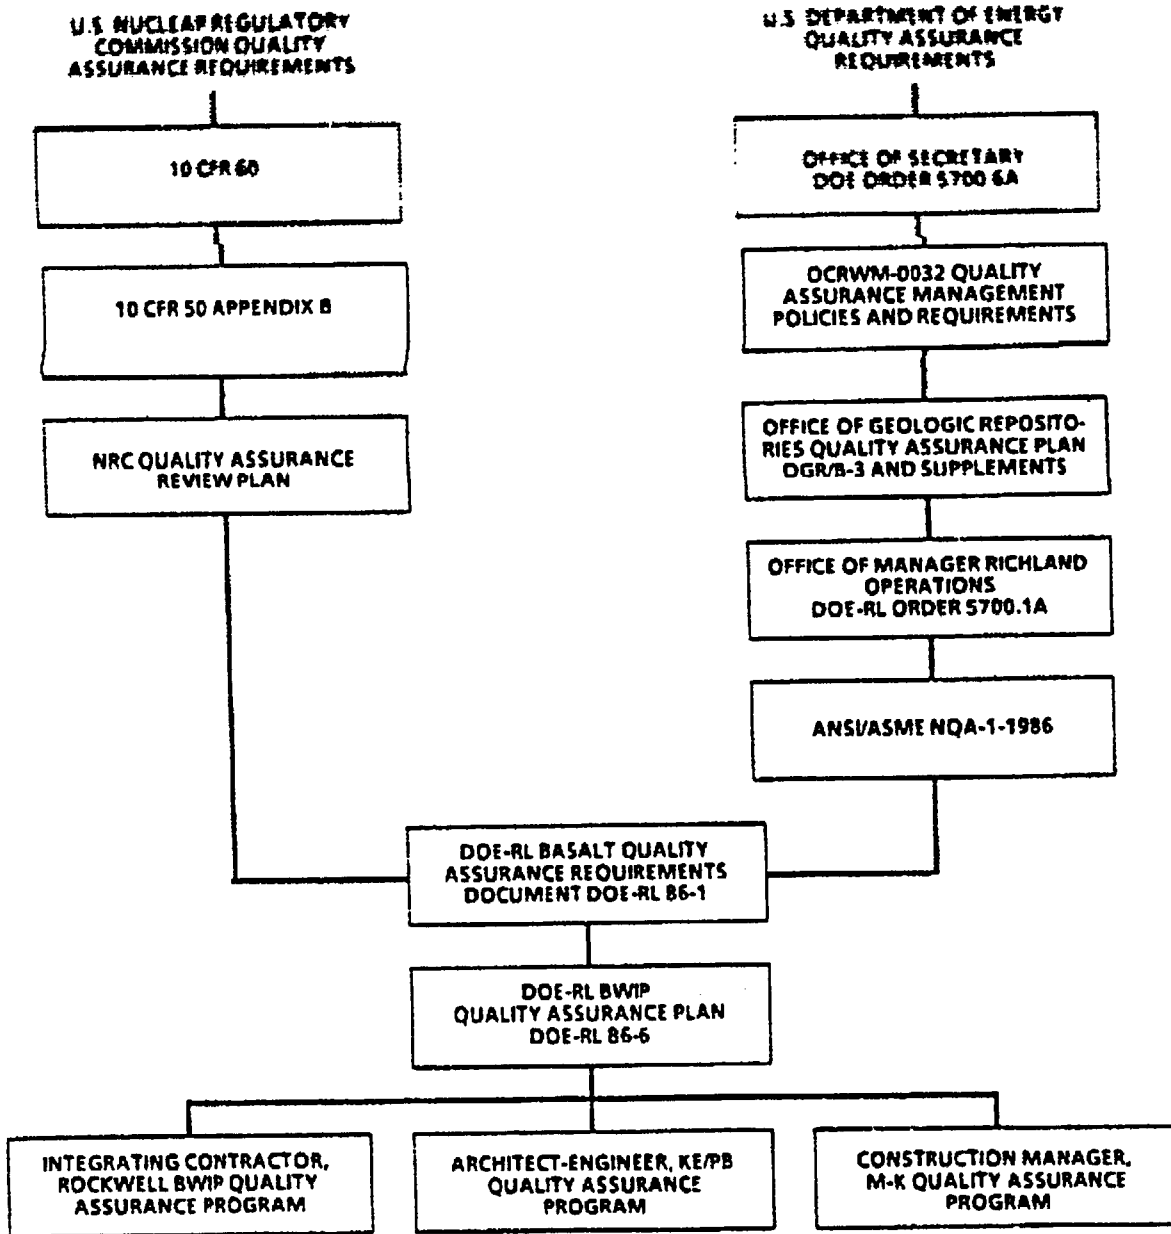 U.S. NUCLEAR REGULATORY
COMMISSION QUALITY
ASSURANCE REQUIREMENTS
10 CFR 60
10 CFR 50 APPENDIX B
NRC QUALITY ASSURANCE
REVIEW PLAN
U.S. DEPARTMENT OF ENERGY
QUALITY ASSURANCE
REQUIREMENTS
OFFICE OF SECRETARY
DOE ORDER 5700 6A
OCRWM-0032 QUALITY
ASSURANCE MANAGEMENT
POLICIES AND REQUIREMENTS
OFFICE OF GEOLOGIC REPOSITO-
RIES QUALITY ASSURANCE PLAN
OGR/B-3 AND SUPPLEMENTS
OFFICE OF MANAGER RICHLAND
OPERATIONS
DOE-RL ORDER 5700.1A
ANSI/ASME NQA-1-1986
DOE-RL BASALT QUALITY
ASSURANCE REQUIREMENTS
DOCUMENT DOE-RL 86-1
DOE-RL BWIP
QUALITY ASSURANCE PLAN
DOE-RL 86-6
INTEGRATING CONTRACTOR,
ROCKWELL BWIP QUALITY
ASSURANCE PROGRAM
ARCHITECT-ENGINEER, KE/PB
QUALITY ASSURANCE
PROGRAM
CONSTRUCTION MANAGER,
M-K QUALITY ASSURANCE
PROGRAM